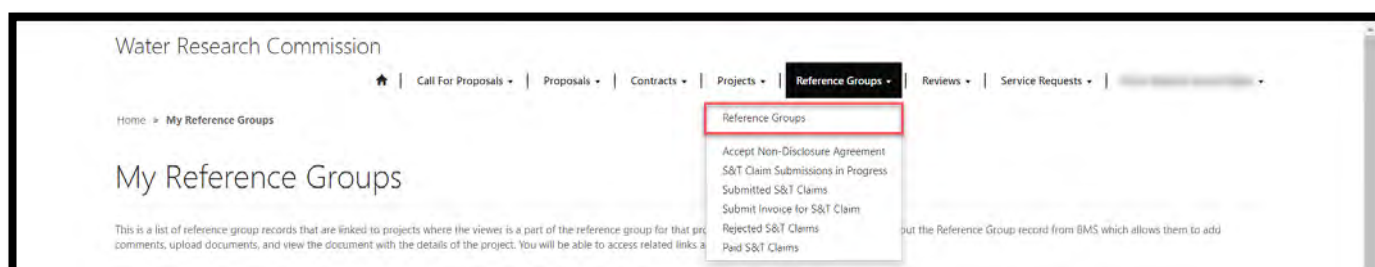 Water Research Commission
Call For Proposals | Proposals | Contracts | Projects | Reference Groups | Reviews | Service Requests |
Home > My Reference Groups
Reference Groups
Accept Non-Disclosure Agreement
S&T Claim Submissions in Progress
Submitted S&T Claims
Submit Invoice for S&T Claim
Rejected S&T Claims
Paid S&T Claims
My Reference Groups
This is a list of reference group records that are linked to projects where the viewer is a part of the reference group for that out the Reference Group record from BMS which allows them to add
comments, upload documents, and view the document with the details of the project. You will be able to access related links